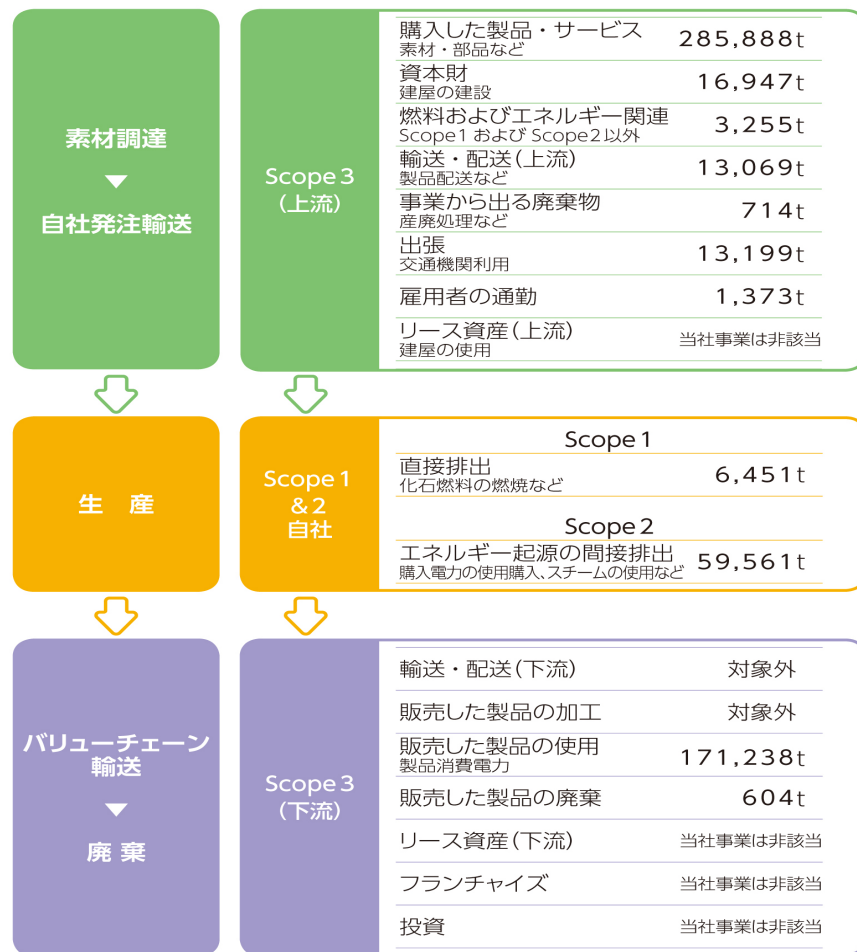 素材調達
▼
自社発注輸送
Scope3
(上流)
購入した製品・サービス 285,888t
素材・部品など
資本財 16,947t
建屋の建設
燃料およびエネルギー関連 3,255t
Scope1 および Scope2以外
輸送・配送(上流) 13,069t
製品配送など
事業から出る廃棄物 714t
産廃処理など
出張 13,199t
交通機関利用
雇用者の通勤 1,373t
リース資産(上流) 当社事業は非該当
建屋の使用
生 産
Scope1
&2
自社
Scope1
直接排出 6,451t
化石燃料の燃焼など
Scope2
エネルギー起源の間接排出 59,561t
購入電力の使用購入、スチームの使用など
バリューチェーン
輸送
▼
廃 棄
Scope3
(下流)
輸送・配送(下流) 対象外
販売した製品の加工 対象外
販売した製品の使用 171,238t
製品消費電力
販売した製品の廃棄 604t
リース資産(下流) 当社事業は非該当
フランチャイズ 当社事業は非該当
投資 当社事業は非該当